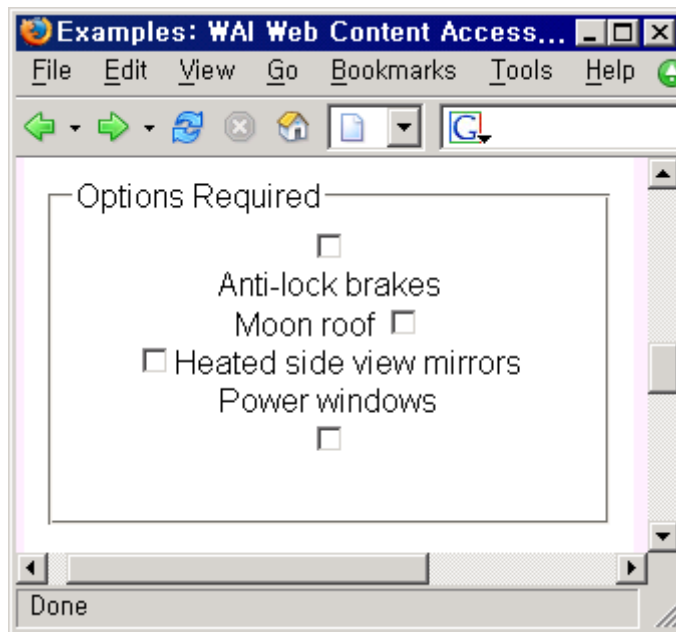 Examples: WAI Web Content Access...
File Edit View Go Bookmarks Tools Help
G
Options Required
Anti-lock brakes
Moon roof
Heated side view mirrors
Power windows
Done